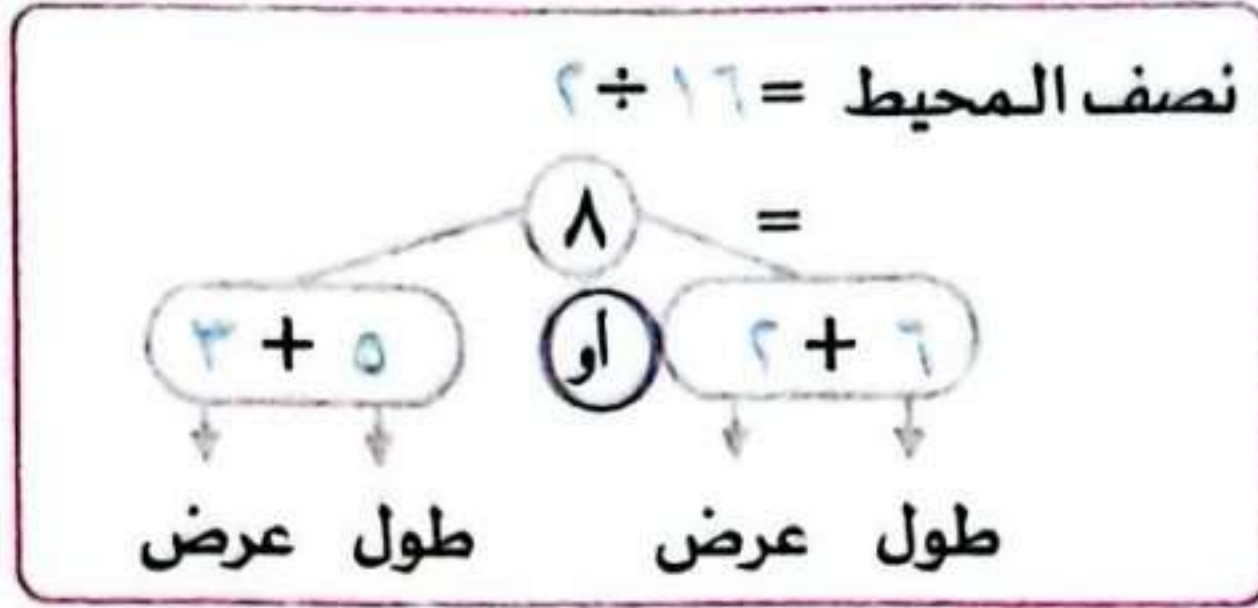 نصف المحيط = ١٦ ÷ ٢
= ٨
٦ + ٢ او ٥ + ٣
طول عرض طول عرض